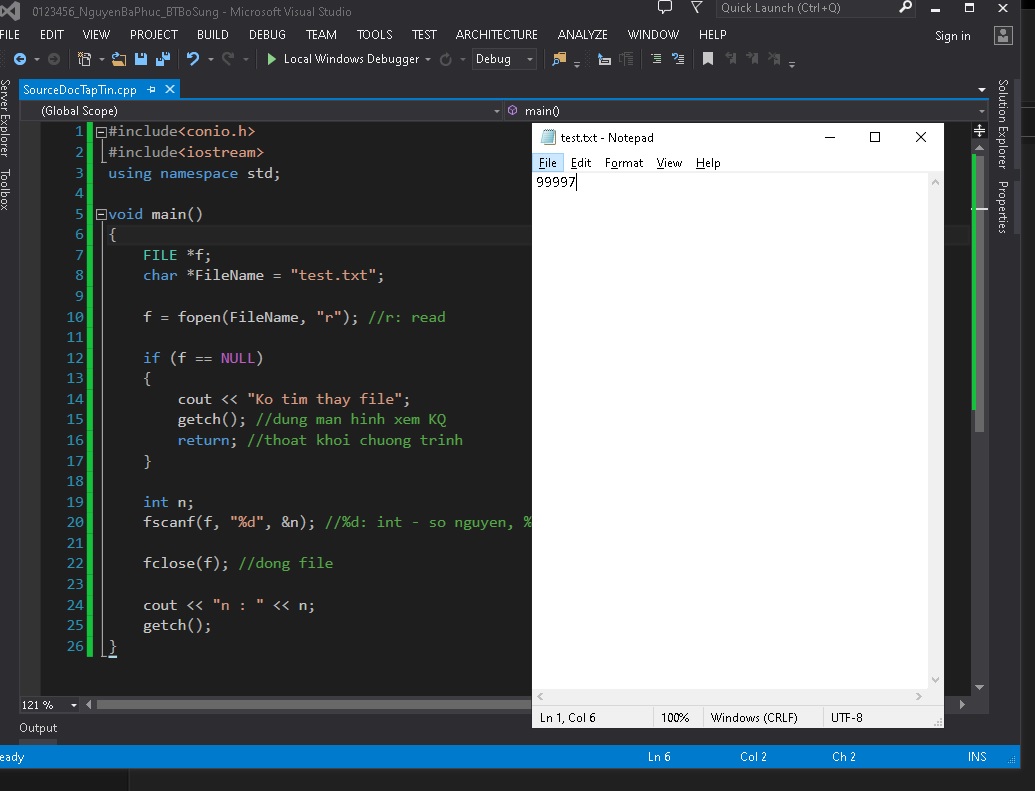 0123456_NguyenBaPhuc_BTBoSung - Microsoft Visual Studio
Quick Launch (Ctrl+Q)
FILE EDIT VIEW PROJECT BUILD DEBUG TEAM TOOLS TEST ARCHITECTURE ANALYZE WINDOW HELP
Sign in
Local Windows Debugger
Debug
Server Explorer
Toolbox
SourceDocTapTin.cpp
Solution Explorer
Properties
(Global Scope)
main()
1 #include<conio.h>
2 #include<iostream>
3 using namespace std;
4
5 void main()
6 {
7 FILE *f;
8 char *FileName = "test.txt";
9
10 f = fopen(FileName, "r"); //r: read
11
12 if (f == NULL)
13 {
14 cout << "Ko tim thay file";
15 getch(); //dung man hinh xem KQ
16 return; //thoat khoi chuong trinh
17 }
18
19 int n;
20 fscanf(f, "%d", &n); //%d: int - so nguyen, %
21
22 fclose(f); //dong file
23
24 cout << "n : " << n;
25 getch();
26 }
test.txt - Notepad
File Edit Format View Help
99997
Ln 1, Col 6
100%
Windows (CRLF)
UTF-8
121 %
Output
eady
Ln 6
Col 2
Ch 2
INS